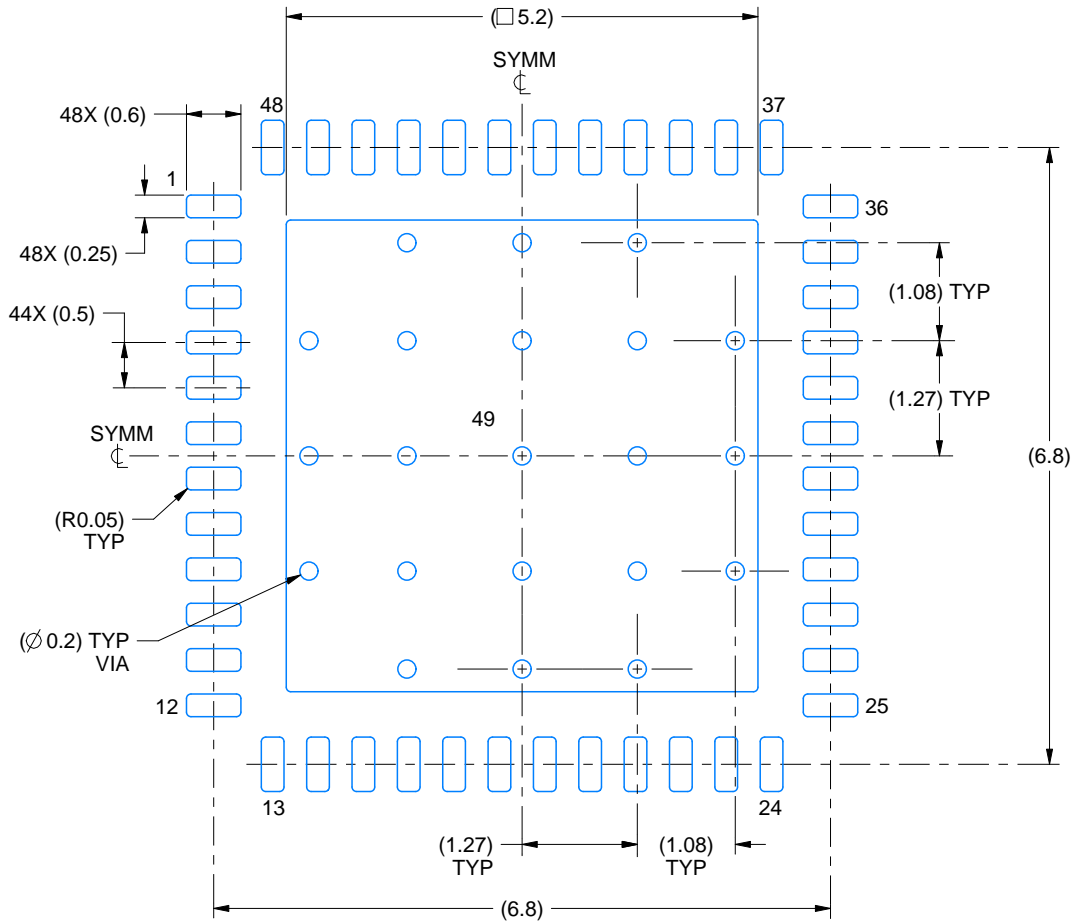 (□ 5.2)
SYMM
℄
48X (0.6)
48
37
1
36
48X (0.25)
(1.08) TYP
44X (0.5)
(1.27) TYP
49
SYMM
℄
(6.8)
(R0.05)
TYP
(∅ 0.2) TYP
VIA
12
25
13
24
(1.27)
TYP
(1.08)
TYP
(6.8)